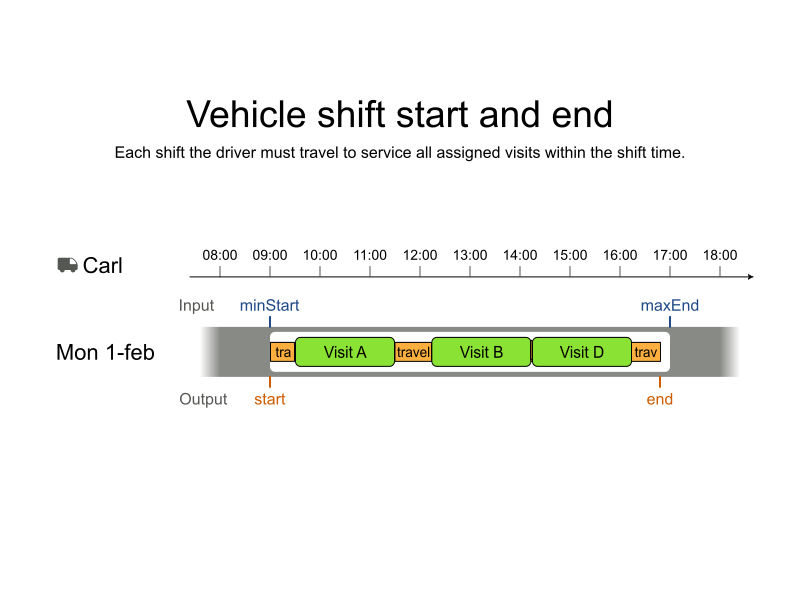 Vehicle shift start and end
Each shift the driver must travel to service all assigned visits within the shift time.
Carl
08:00 09:00 10:00 11:00 12:00 13:00 14:00 15:00 16:00 17:00 18:00
Input minStart maxEnd
Mon 1-feb tra Visit A travel Visit B Visit D trav
Output start end